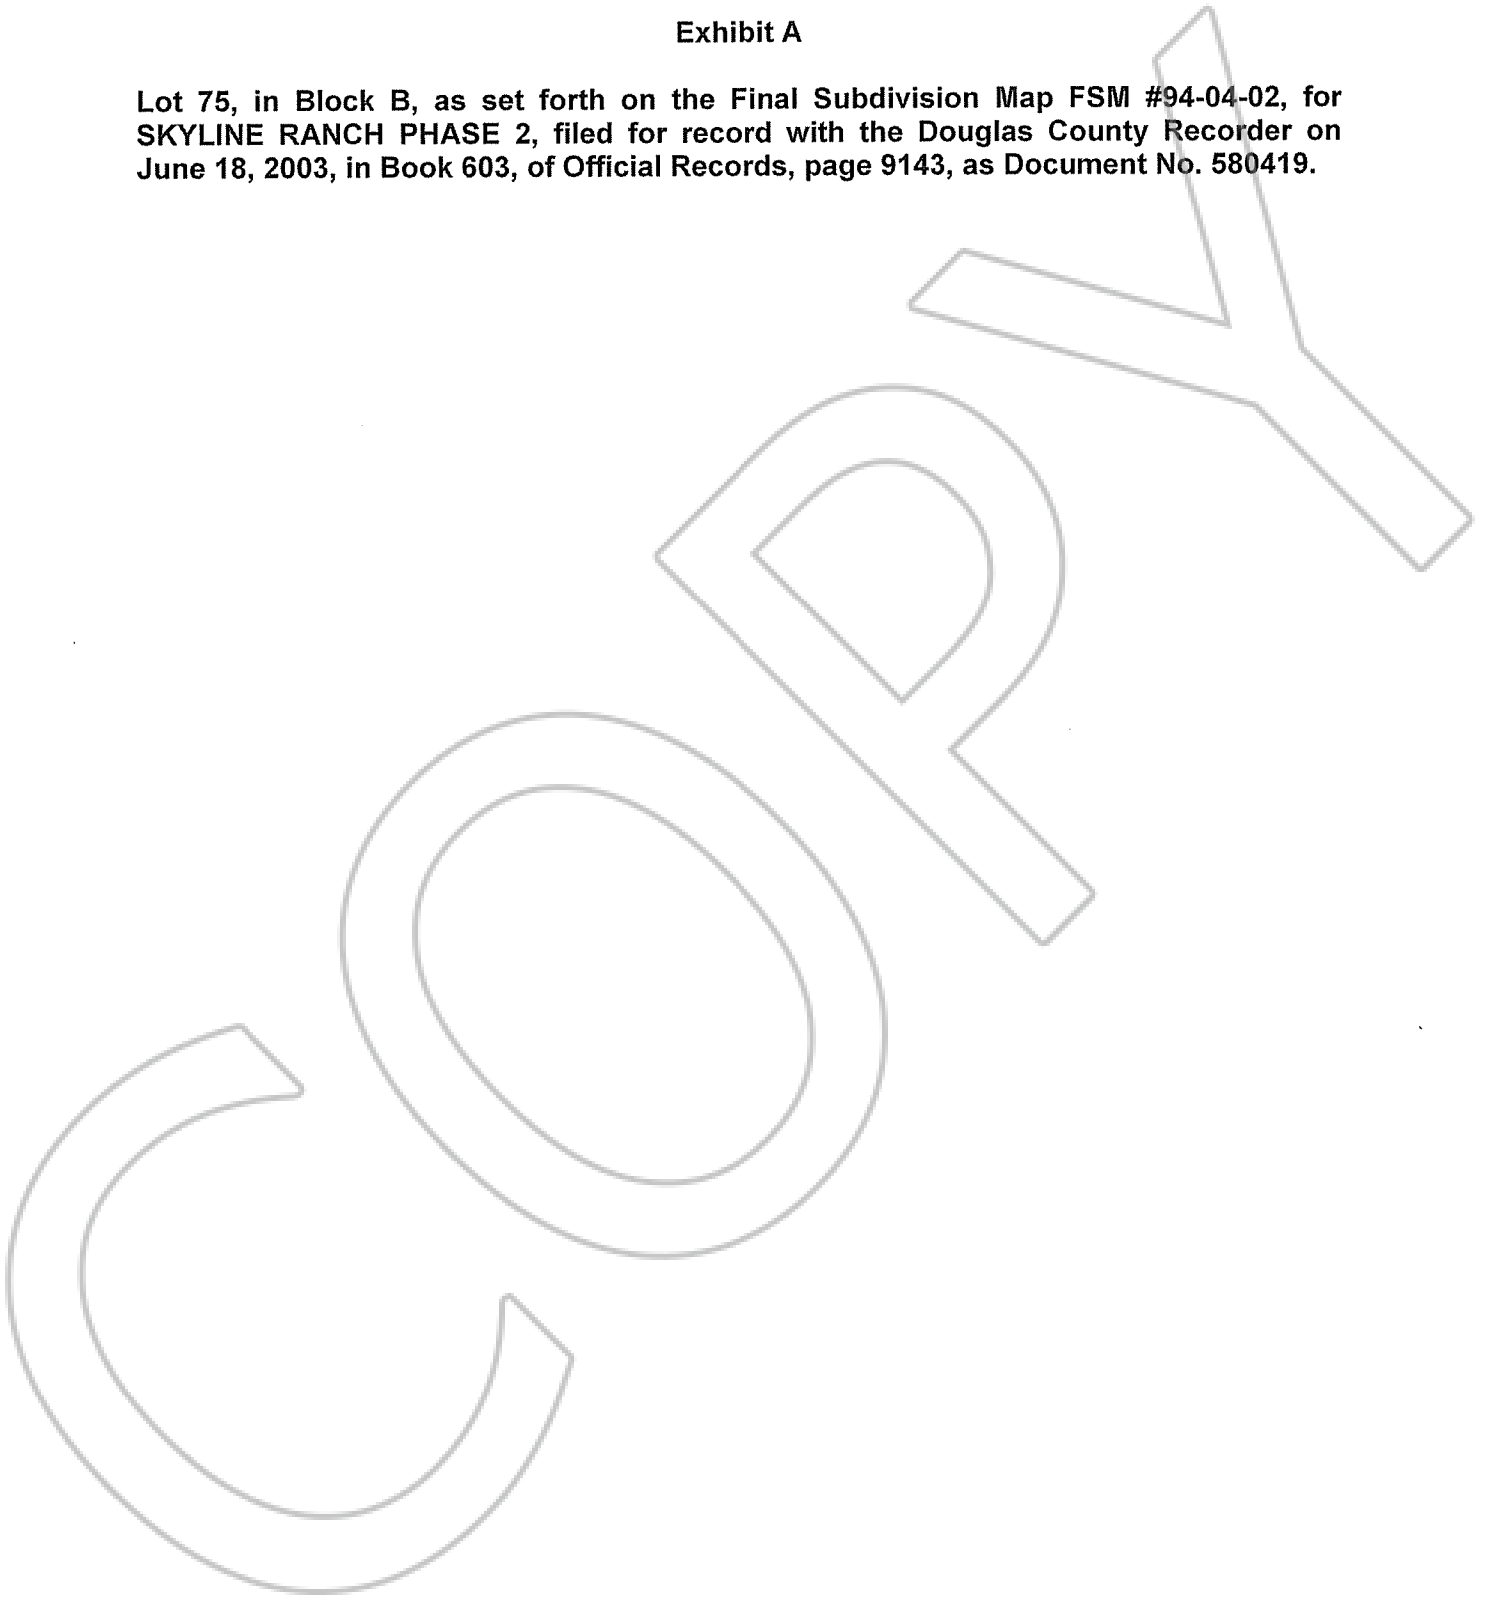 Exhibit A
Lot 75, in Block B, as set forth on the Final Subdivision Map FSM #94-04-02, for
SKYLINE RANCH PHASE 2, filed for record with the Douglas County Recorder on
June 18, 2003, in Book 603, of Official Records, page 9143, as Document No. 580419.
COPY